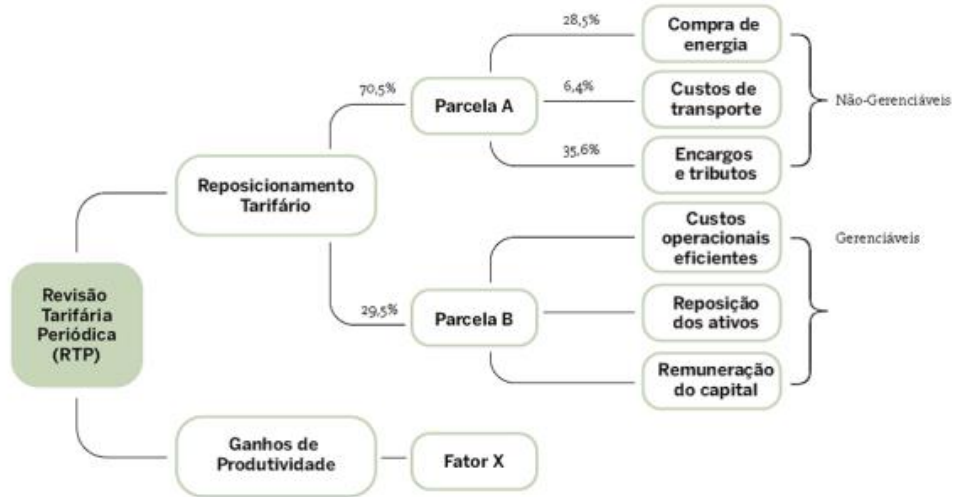 Revisão
Tarifária
Periódica
(RTP)
Reposicionamento
Tarifário
70,5%
Parcela A
28,5%
Compra de
energia
6,4%
Custos de
transporte
35,6%
Encargos
e tributos
Não-Gerenciáveis
29,5%
Parcela B
Custos
operacionais
eficientes
Reposição
dos ativos
Remuneração
do capital
Gerenciáveis
Ganhos de
Produtividade
Fator X